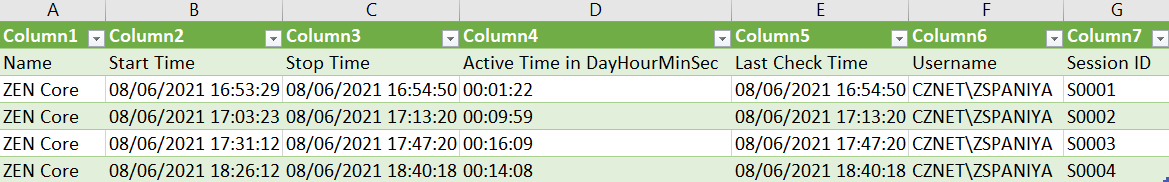 A B C D E F G
Column1 Column2 Column3 Column4 Column5 Column6 Column7
Name Start Time Stop Time Active Time in DayHourMinSec Last Check Time Username Session ID
ZEN Core 08/06/2021 16:53:29 08/06/2021 16:54:50 00:01:22 08/06/2021 16:54:50 CZNET\ZSPANIYA S0001
ZEN Core 08/06/2021 17:03:23 08/06/2021 17:13:20 00:09:59 08/06/2021 17:13:20 CZNET\ZSPANIYA S0002
ZEN Core 08/06/2021 17:31:12 08/06/2021 17:47:20 00:16:09 08/06/2021 17:47:20 CZNET\ZSPANIYA S0003
ZEN Core 08/06/2021 18:26:12 08/06/2021 18:40:18 00:14:08 08/06/2021 18:40:18 CZNET\ZSPANIYA S0004